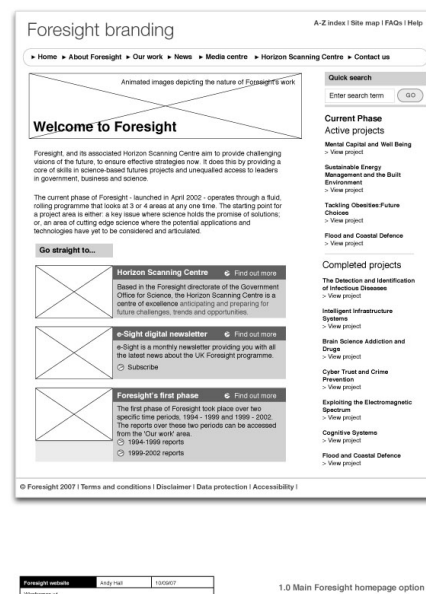 Foresight branding
A-Z index I Site map I FAQs I Help
▸ Home ▸ About Foresight ▸ Our work ▸ News ▸ Media centre ▸ Horizon Scanning Centre ▸ Contact us
Animated images depicting the nature of Foresight's work
Welcome to Foresight
Foresight, and its associated Horizon Scanning Centre aim to provide challenging
visions of the future, to ensure effective strategies now. It does this by providing a
core of skills in science-based futures projects and unequalled access to leaders
in government, business and science.
The current phase of Foresight - launched in April 2002 - operates through a fluid,
rolling programme that looks at 3 or 4 areas at any one time. The starting point for
a project area is either: a key issue where science holds the promise of solutions;
or, an area of cutting edge science where the potential applications and
technologies have yet to be considered and articulated.
Go straight to...
Horizon Scanning Centre Find out more
Based in the Foresight directorate of the Government
Office for Science, the Horizon Scanning Centre is a
centre of excellence anticipating and preparing for
future challenges, trends and opportunities.
e-Sight digital newsletter Find out more
e-Sight is a monthly newsletter providing you with all
the latest news about the UK Foresight programme.
Subscribe
Foresight's first phase Find out more
The first phase of Foresight took place over two
specific time periods, 1994 - 1999 and 1999 - 2002.
The reports over these two periods can be accessed
from the 'Our work' area.
1994-1999 reports
1999-2002 reports
Quick search
Enter search term GO
Current Phase
Active projects
Mental Capital and Well Being
> View project
Sustainable Energy
Management and the Built
Environment
> View project
Tackling Obesities:Future
Choices
> View project
Flood and Coastal Defence
> View project
Completed projects
The Detection and Identification
of Infectious Diseases
> View project
Intelligent Infrastructure
Systems
> View project
Brain Science Addiction and
Drugs
> View project
Cyber Trust and Crime
Prevention
> View project
Exploiting the Electromagnetic
Spectrum
> View project
Cognitive Systems
> View project
Flood and Coastal Defence
> View project
© Foresight 2007 I Terms and conditions I Disclaimer I Data protection I Accessibility I
Foresight website Andy Hall 10/09/07
1.0 Main Foresight homepage option